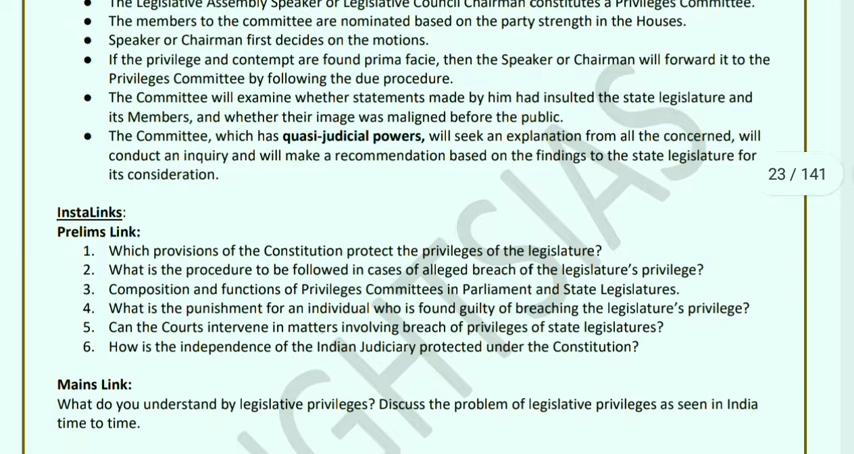 The Legislative Assembly Speaker or Legislative Council Chairman constitutes a Privileges Committee.
● The members to the committee are nominated based on the party strength in the Houses.
● Speaker or Chairman first decides on the motions.
● If the privilege and contempt are found prima facie, then the Speaker or Chairman will forward it to the
Privileges Committee by following the due procedure.
● The Committee will examine whether statements made by him had insulted the state legislature and
its Members, and whether their image was maligned before the public.
● The Committee, which has quasi-judicial powers, will seek an explanation from all the concerned, will
conduct an inquiry and will make a recommendation based on the findings to the state legislature for
its consideration.
23 / 141
InstaLinks:
Prelims Link:
1. Which provisions of the Constitution protect the privileges of the legislature?
2. What is the procedure to be followed in cases of alleged breach of the legislature's privilege?
3. Composition and functions of Privileges Committees in Parliament and State Legislatures.
4. What is the punishment for an individual who is found guilty of breaching the legislature's privilege?
5. Can the Courts intervene in matters involving breach of privileges of state legislatures?
6. How is the independence of the Indian Judiciary protected under the Constitution?
Mains Link:
What do you understand by legislative privileges? Discuss the problem of legislative privileges as seen in India
time to time.
GHTSIAS